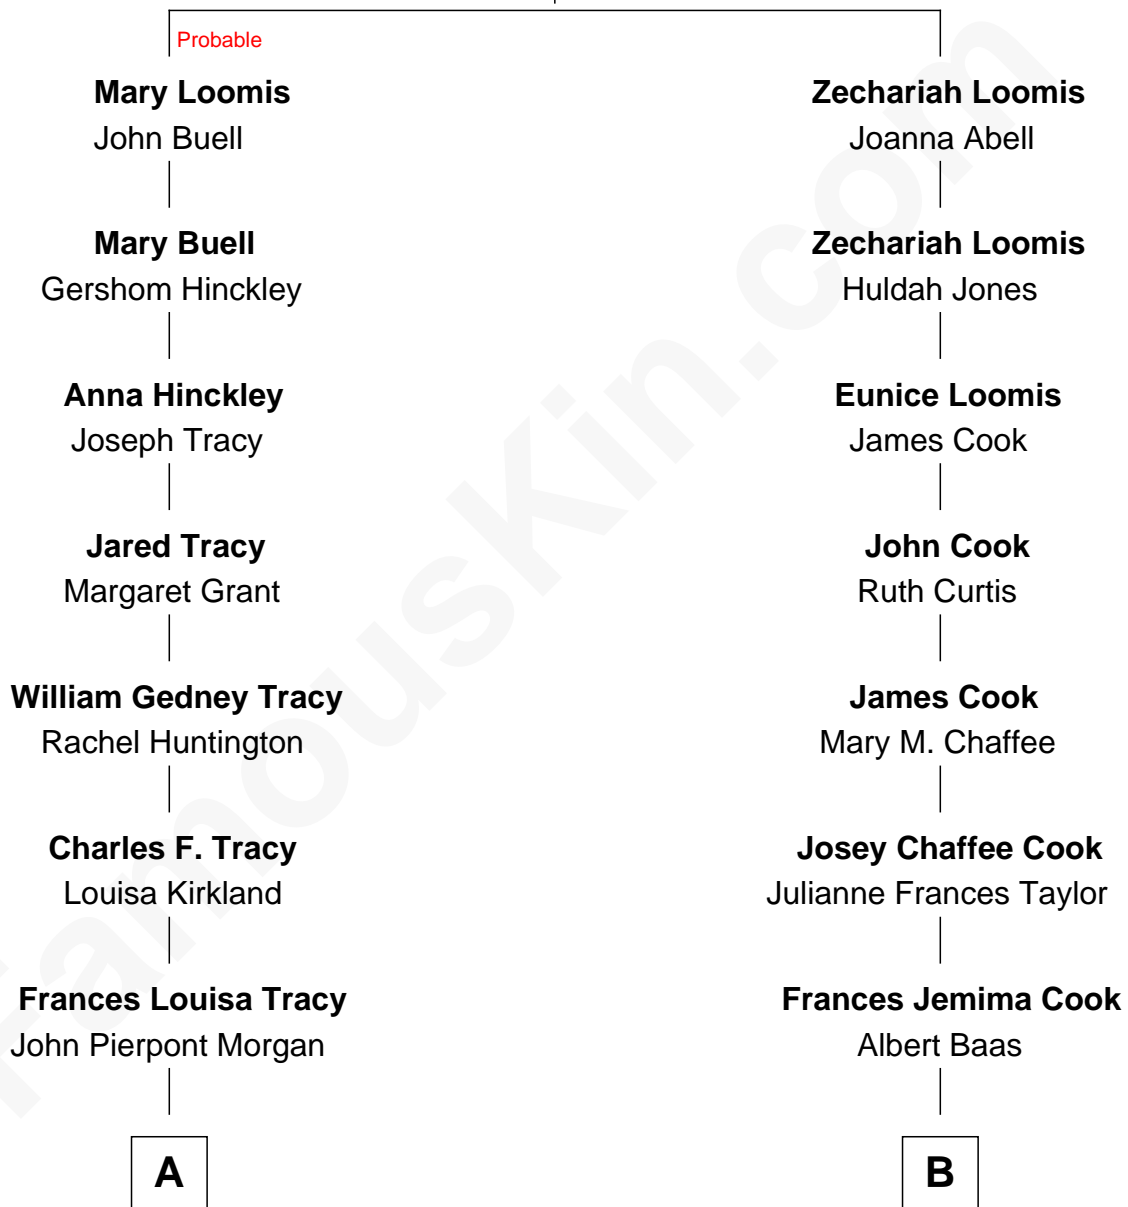 Probable
Mary Loomis
John Buell
Zechariah Loomis
Joanna Abell
Mary Buell
Gershom Hinckley
Zechariah Loomis
Huldah Jones
Anna Hinckley
Joseph Tracy
Eunice Loomis
James Cook
Jared Tracy
Margaret Grant
John Cook
Ruth Curtis
William Gedney Tracy
Rachel Huntington
James Cook
Mary M. Chaffee
Charles F. Tracy
Louisa Kirkland
Josey Chaffee Cook
Julianne Frances Taylor
Frances Louisa Tracy
John Pierpont Morgan
Frances Jemima Cook
Albert Baas
A
B
FamousKin.com